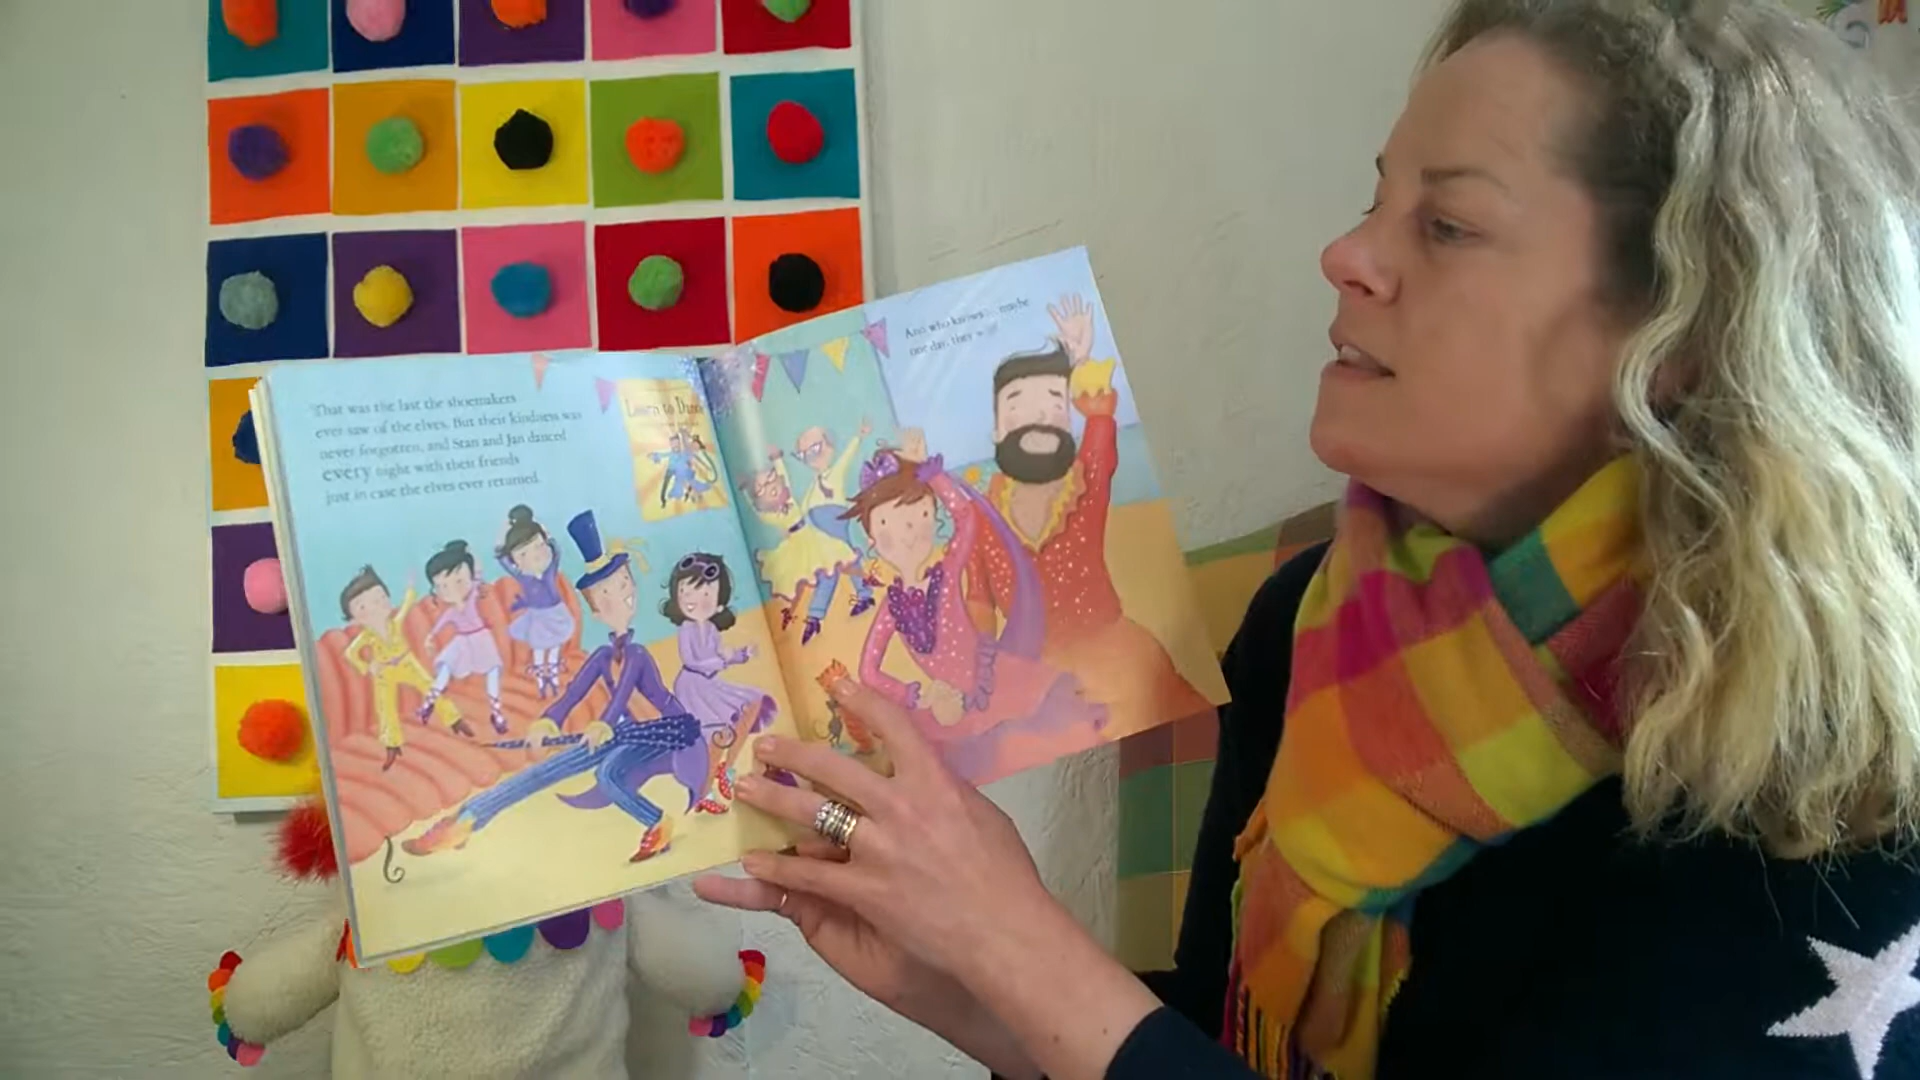 That was the last the shoemakers
ever saw of the elves. But their kindness was
never forgotten, and Stan and Jan danced
every night with their friends
just in case the elves ever returned.
Learn to Dance
And who knows... maybe
one day, they will!